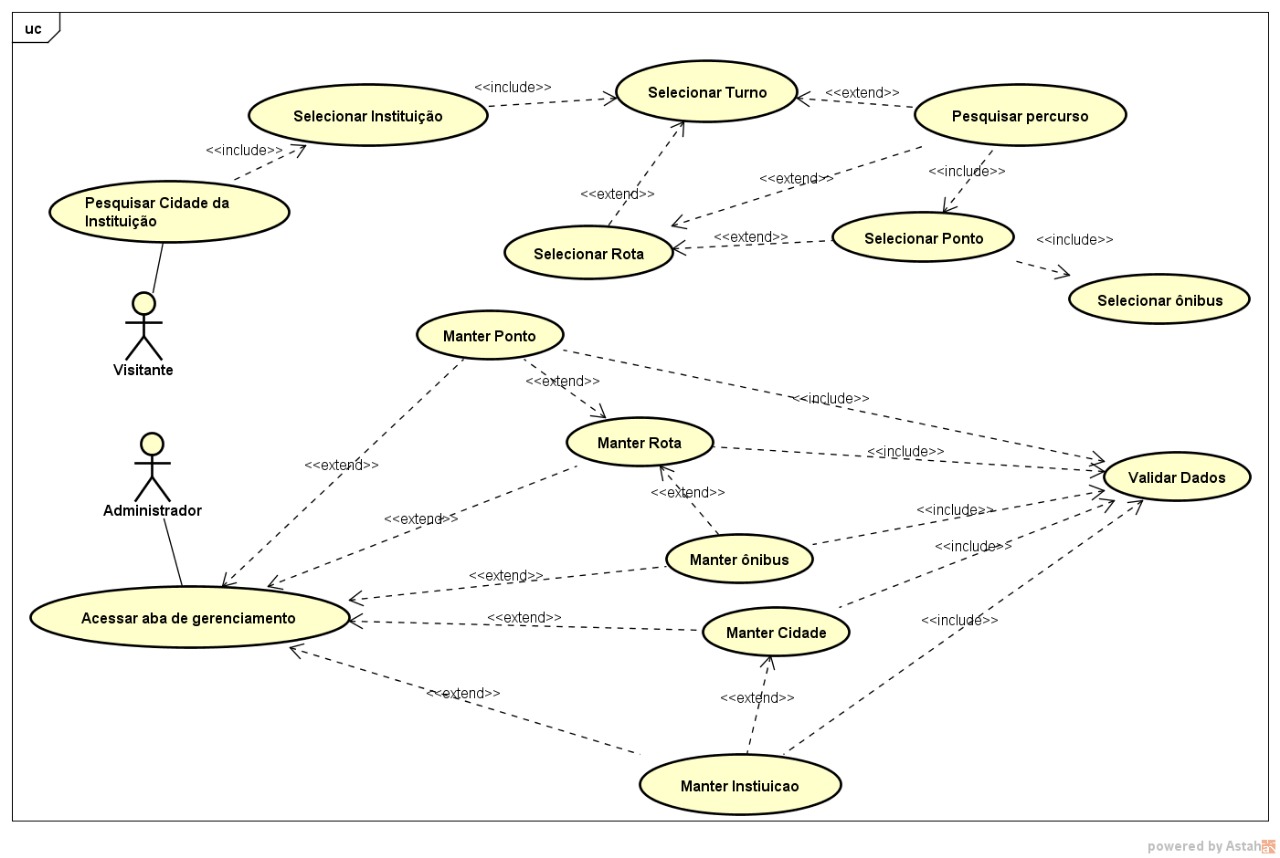 uc
<<include>>
Selecionar Turno
<<extend>>
Selecionar Instituição
Pesquisar percurso
<<include>>
<<extend>>
<<include>>
<<extend>>
Pesquisar Cidade da
Instituição
Selecionar Rota
<<extend>>
Selecionar Ponto
<<include>>
Selecionar ônibus
Visitante
Manter Ponto
<<extend>>
<<include>>
Manter Rota
<<include>>
<<extend>>
Validar Dados
<<extend>>
Administrador
<<extend>>
<<include>>
Manter ônibus
<<include>>
<<extend>>
Acessar aba de gerenciamento
<<extend>>
Manter Cidade
<<include>>
<<extend>>
<<extend>>
Manter Instiuicao
powered by Astah